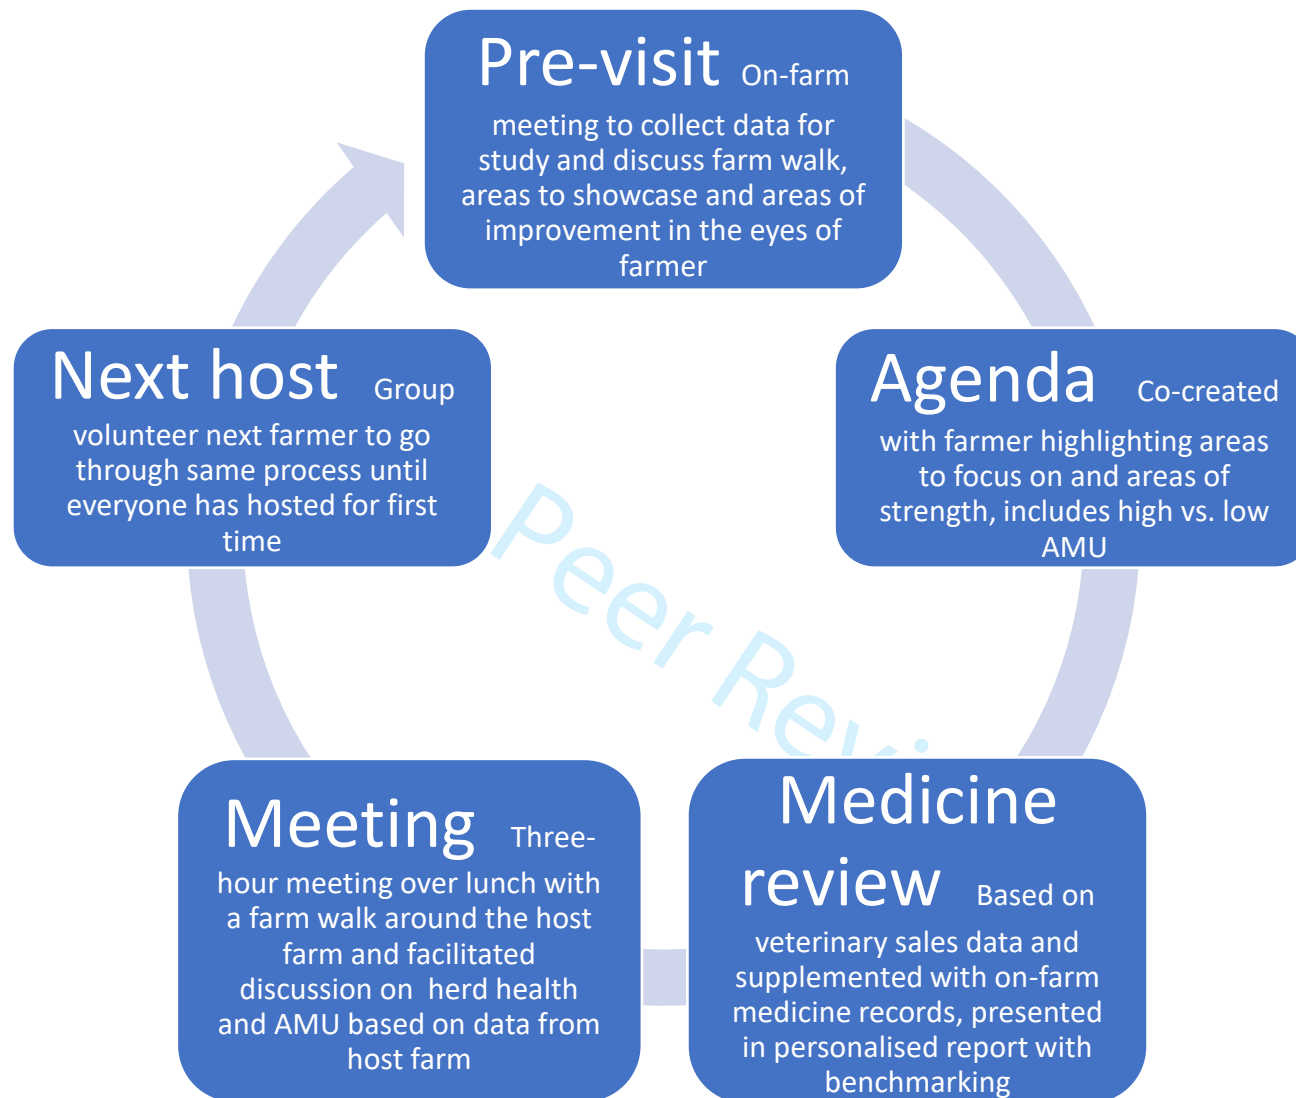 Pre-visit On-farm
meeting to collect data for
study and discuss farm walk,
areas to showcase and areas of
improvement in the eyes of
farmer
Agenda Co-created
with farmer highlighting areas
to focus on and areas of
strength, includes high vs. low
AMU
Medicine
review Based on
veterinary sales data and
supplemented with on-farm
medicine records, presented
in personalised report with
benchmarking
Meeting Three-
hour meeting over lunch with
a farm walk around the host
farm and facilitated
discussion on herd health
and AMU based on data from
host farm
Next host Group
volunteer next farmer to go
through same process until
everyone has hosted for first
time
Peer Revi